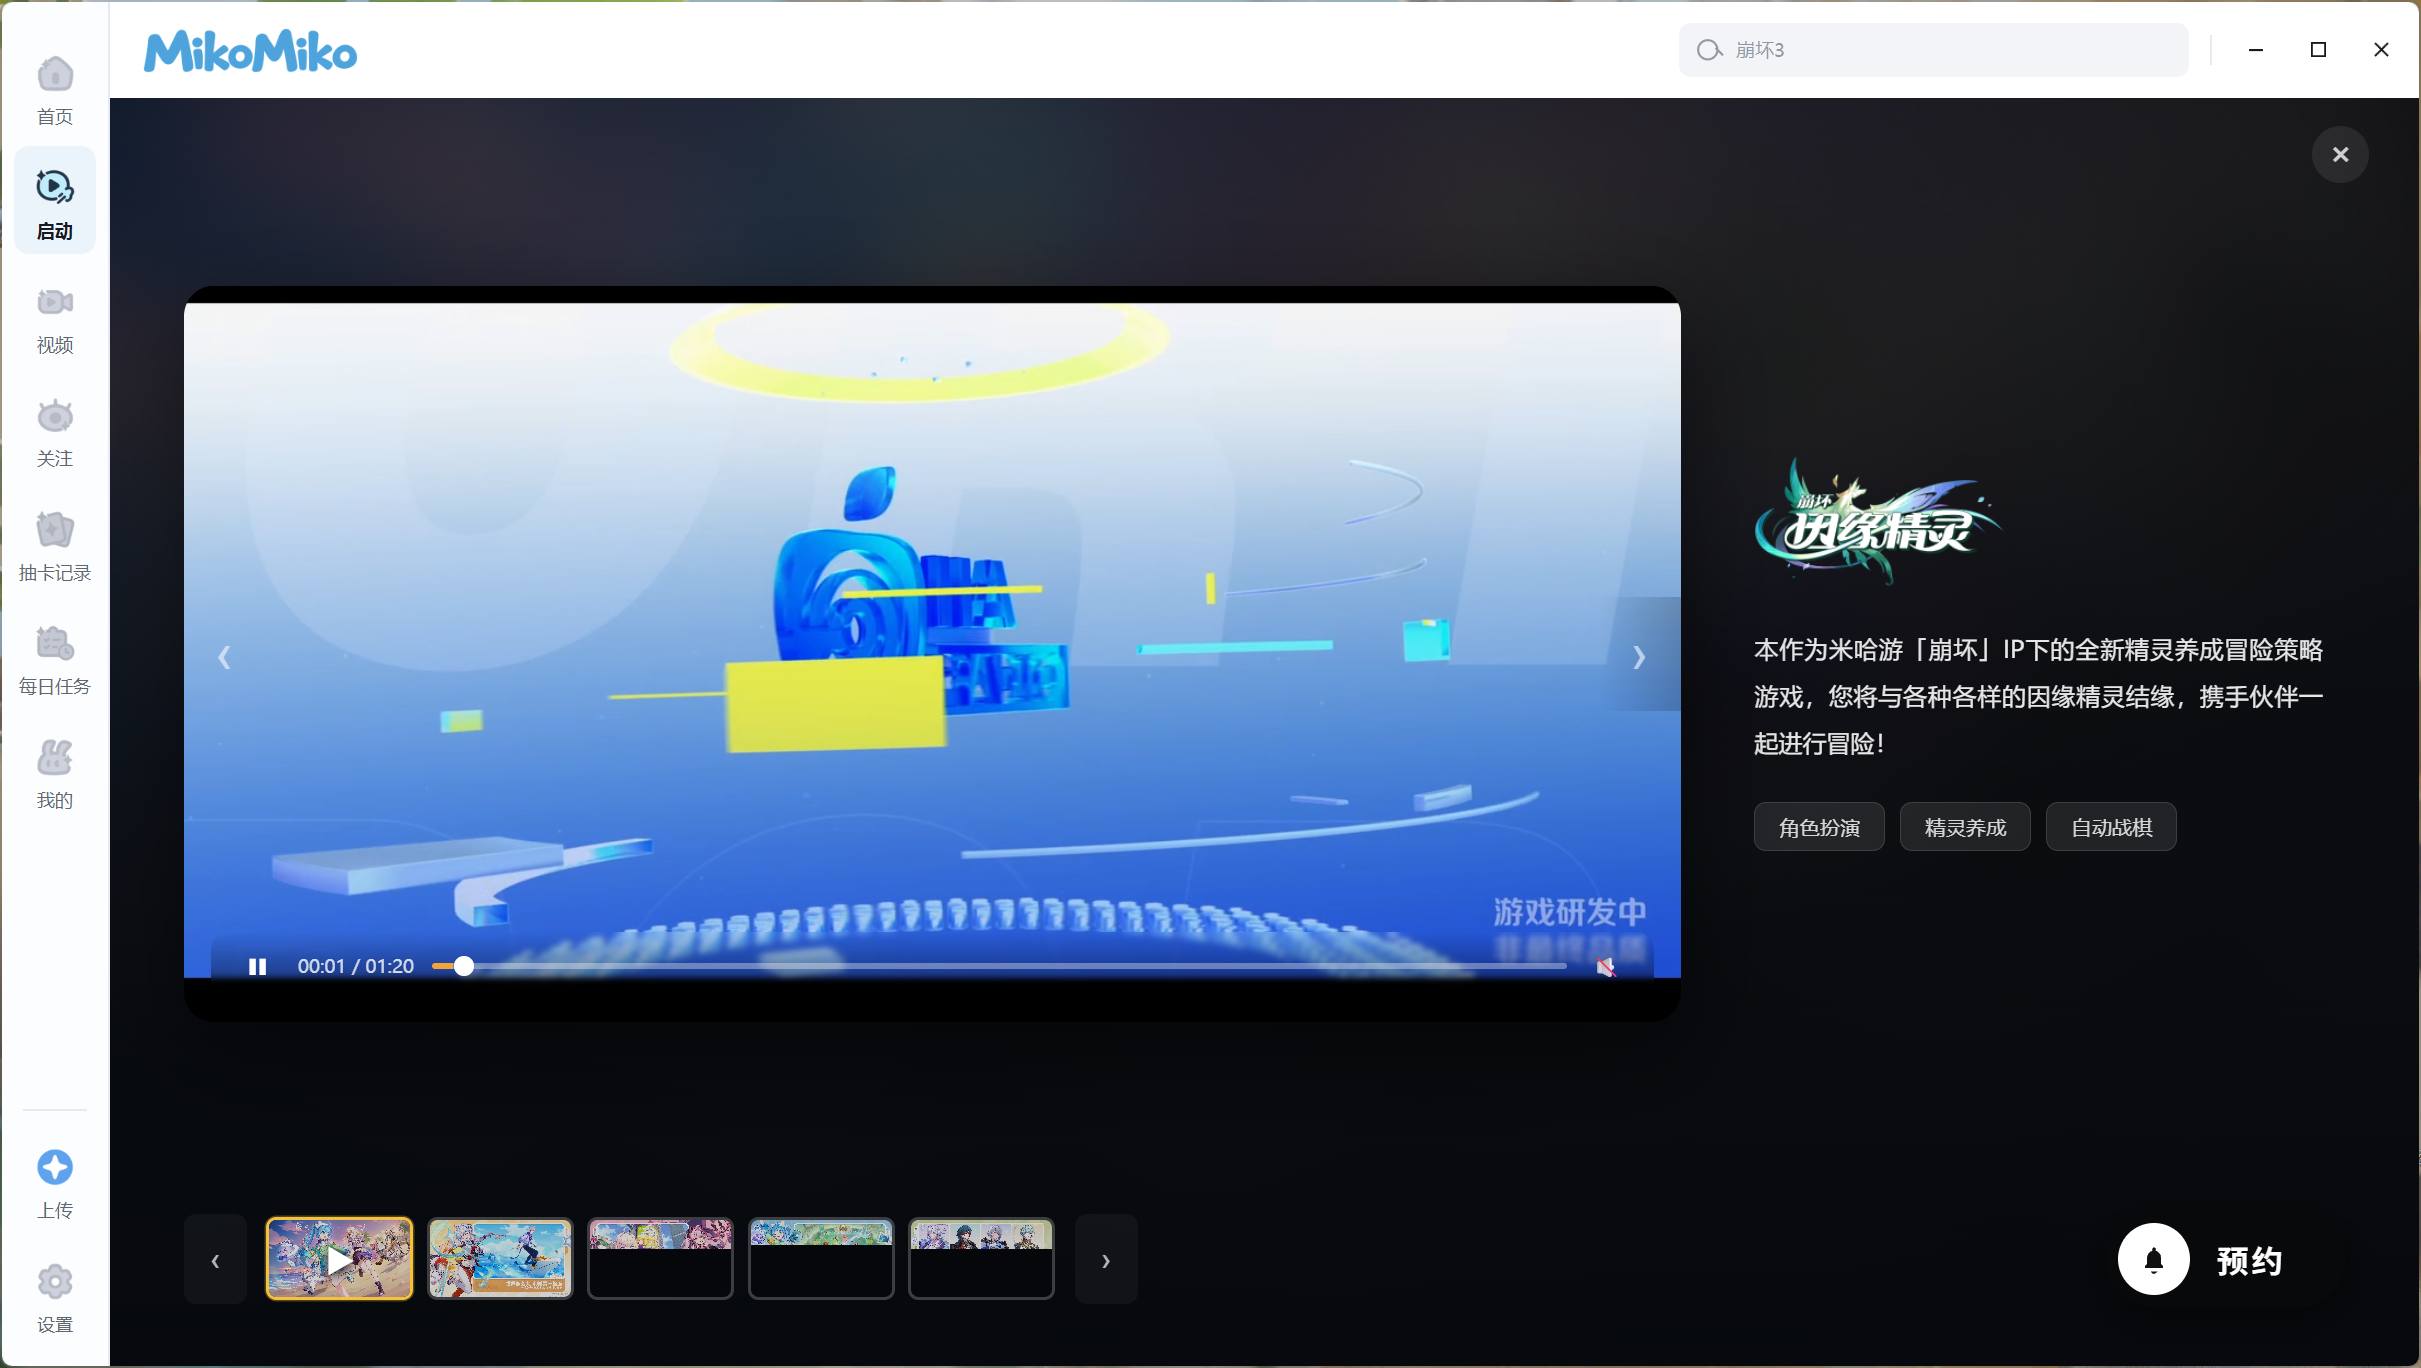 MikoMiko
崩坏3
首页
启动
视频
关注
抽卡记录
每日任务
我的
上传
设置
游戏研发中
非最终品质
00:01 / 01:20
崩坏
因缘精灵
本作为米哈游「崩坏」IP下的全新精灵养成冒险策略
游戏，您将与各种各样的因缘精灵结缘，携手伙伴一
起进行冒险！
角色扮演
精灵养成
自动战棋
预约